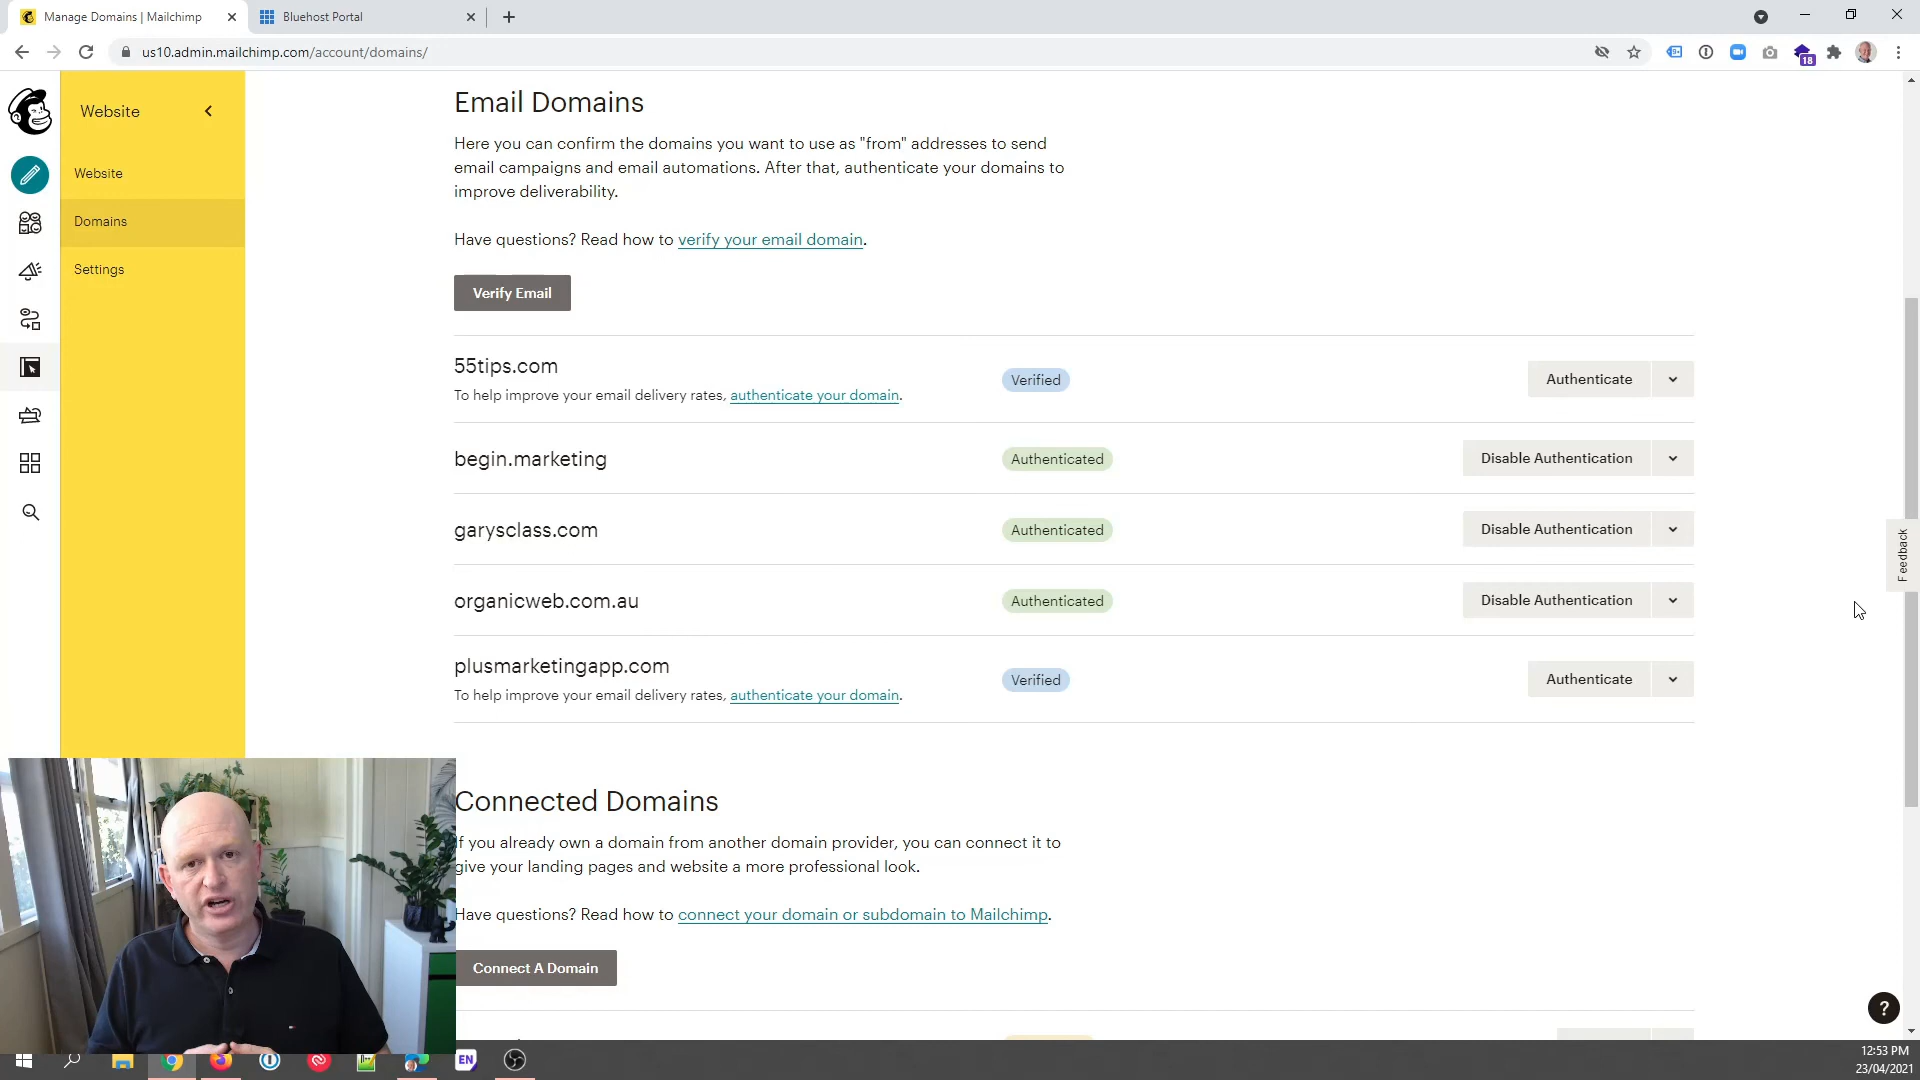 Manage Domains | Mailchimp
Bluehost Portal
us10.admin.mailchimp.com/account/domains/
18
Website
Website
Domains
Settings
Email Domains
Here you can confirm the domains you want to use as "from" addresses to send
email campaigns and email automations. After that, authenticate your domains to
improve deliverability.
Have questions? Read how to verify your email domain.
Verify Email
55tips.com
To help improve your email delivery rates, authenticate your domain.
Verified
Authenticate
begin.marketing
Authenticated
Disable Authentication
garysclass.com
Authenticated
Disable Authentication
organicweb.com.au
Authenticated
Disable Authentication
plusmarketingapp.com
To help improve your email delivery rates, authenticate your domain.
Verified
Authenticate
Feedback
Connected Domains
If you already own a domain from another domain provider, you can connect it to
give your landing pages and website a more professional look.
Have questions? Read how to connect your domain or subdomain to Mailchimp.
Connect A Domain
?
EN
12:53 PM
23/04/2021